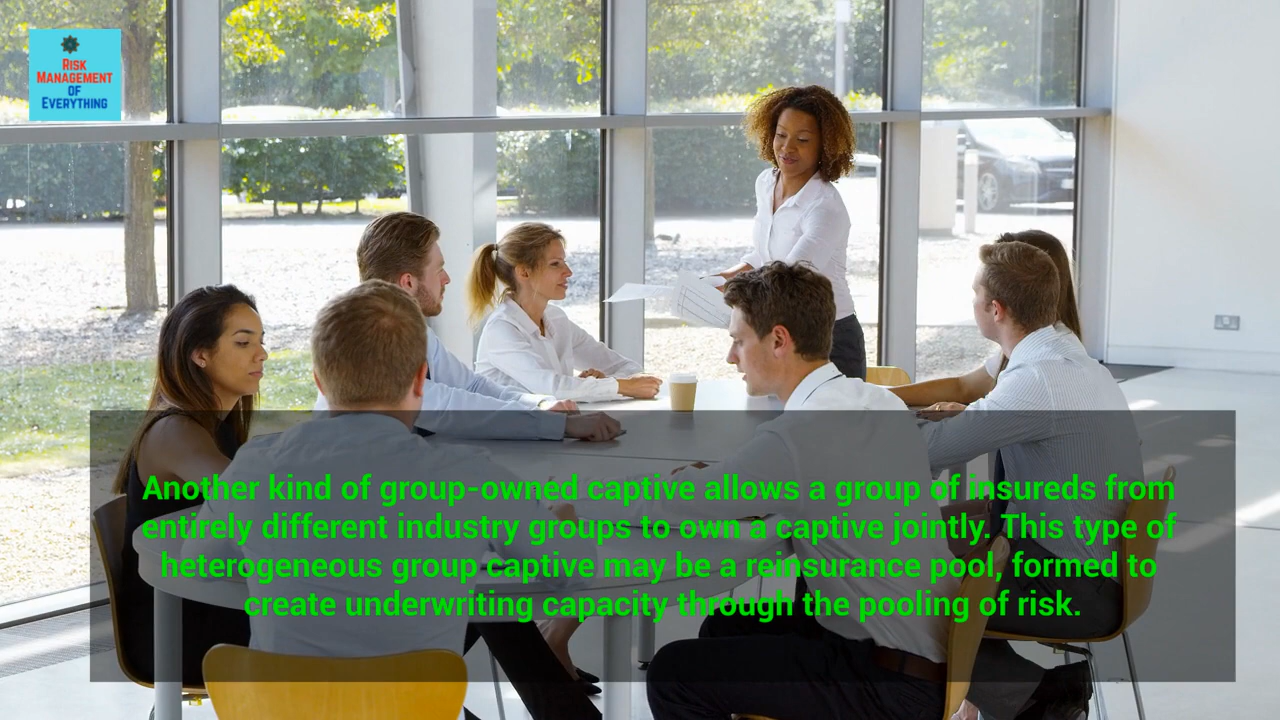 Risk
Management
of
Everything
Another kind of group-owned captive allows a group of insureds from
entirely different industry groups to own a captive jointly. This type of
heterogeneous group captive may be a reinsurance pool, formed to
create underwriting capacity through the pooling of risk.